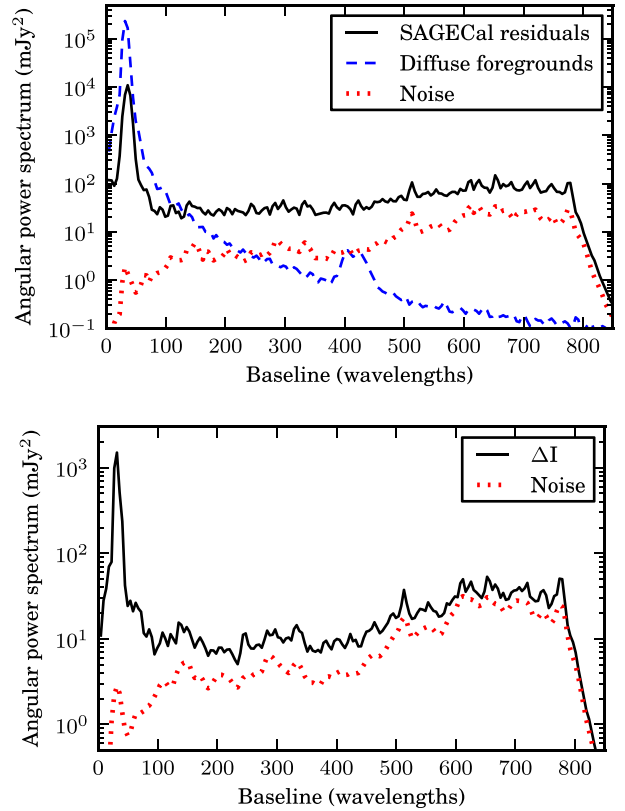 SAGECal residuals
Diffuse foregrounds
Noise
Angular power spectrum (mJy²)
10⁵
10⁴
10³
10²
10¹
10⁰
10⁻¹
0 100 200 300 400 500 600 700 800
Baseline (wavelengths)
ΔI
Noise
Angular power spectrum (mJy²)
10³
10²
10¹
10⁰
0 100 200 300 400 500 600 700 800
Baseline (wavelengths)